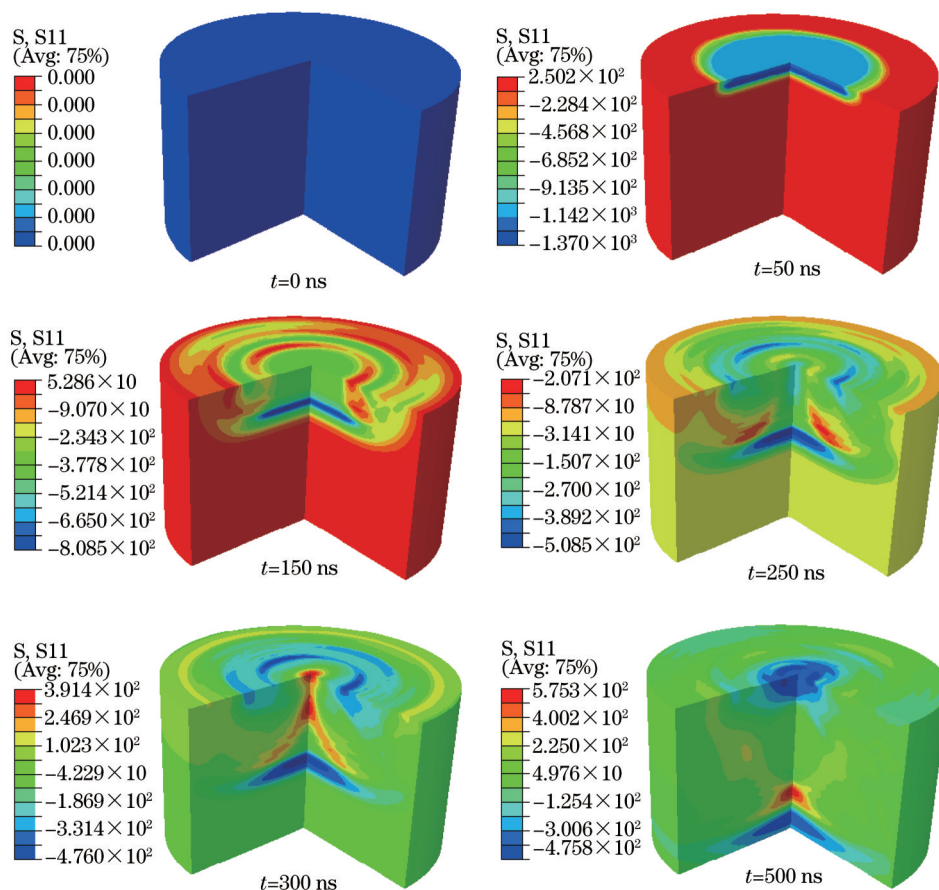 S, S11
(Avg: 75%)
0.000
0.000
0.000
0.000
0.000
0.000
0.000
t=0 ns
S, S11
(Avg: 75%)
2.502×10²
−2.284×10²
−4.568×10²
−6.852×10²
−9.135×10²
−1.142×10³
−1.370×10³
t=50 ns
S, S11
(Avg: 75%)
5.286×10
−9.070×10
−2.343×10²
−3.778×10²
−5.214×10²
−6.650×10²
−8.085×10²
t=150 ns
S, S11
(Avg: 75%)
−2.071×10²
−8.787×10
−3.141×10
−1.507×10²
−2.700×10²
−3.892×10²
−5.085×10²
t=250 ns
S, S11
(Avg: 75%)
3.914×10²
2.469×10²
1.023×10²
−4.229×10
−1.869×10²
−3.314×10²
−4.760×10²
t=300 ns
S, S11
(Avg: 75%)
5.753×10²
4.002×10²
2.250×10²
4.976×10
−1.254×10²
−3.006×10²
−4.758×10²
t=500 ns